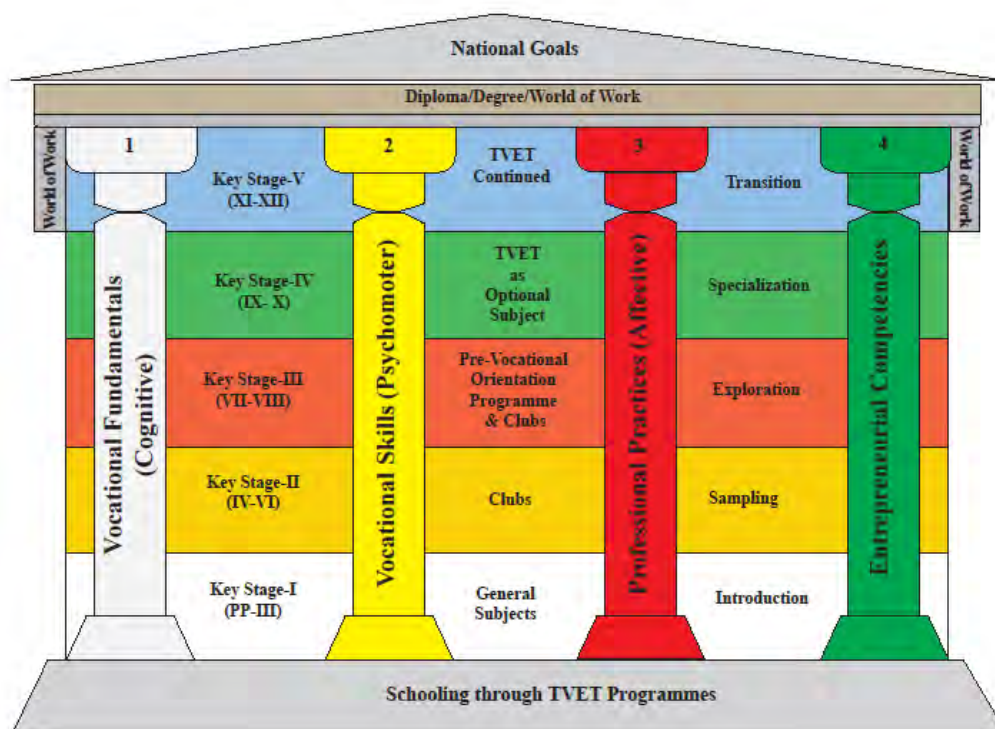 National Goals
Diploma/Degree/World of Work
World of Work
1
2
3
4
World of Work
Key Stage-V
(XI-XII)
TVET
Continued
Transition
Key Stage-IV
(IX- X)
TVET
as
Optional
Subject
Specialization
Key Stage-III
(VII-VIII)
Pre-Vocational
Orientation
Programme
& Clubs
Exploration
Key Stage-II
(IV-VI)
Clubs
Sampling
Key Stage-I
(PP-III)
General
Subjects
Introduction
Vocational Fundamentals
(Cognitive)
Vocational Skills (Psychomoter)
Professional Practices (Affestive)
Entrepreneurial Competencies
Schooling through TVET Programmes